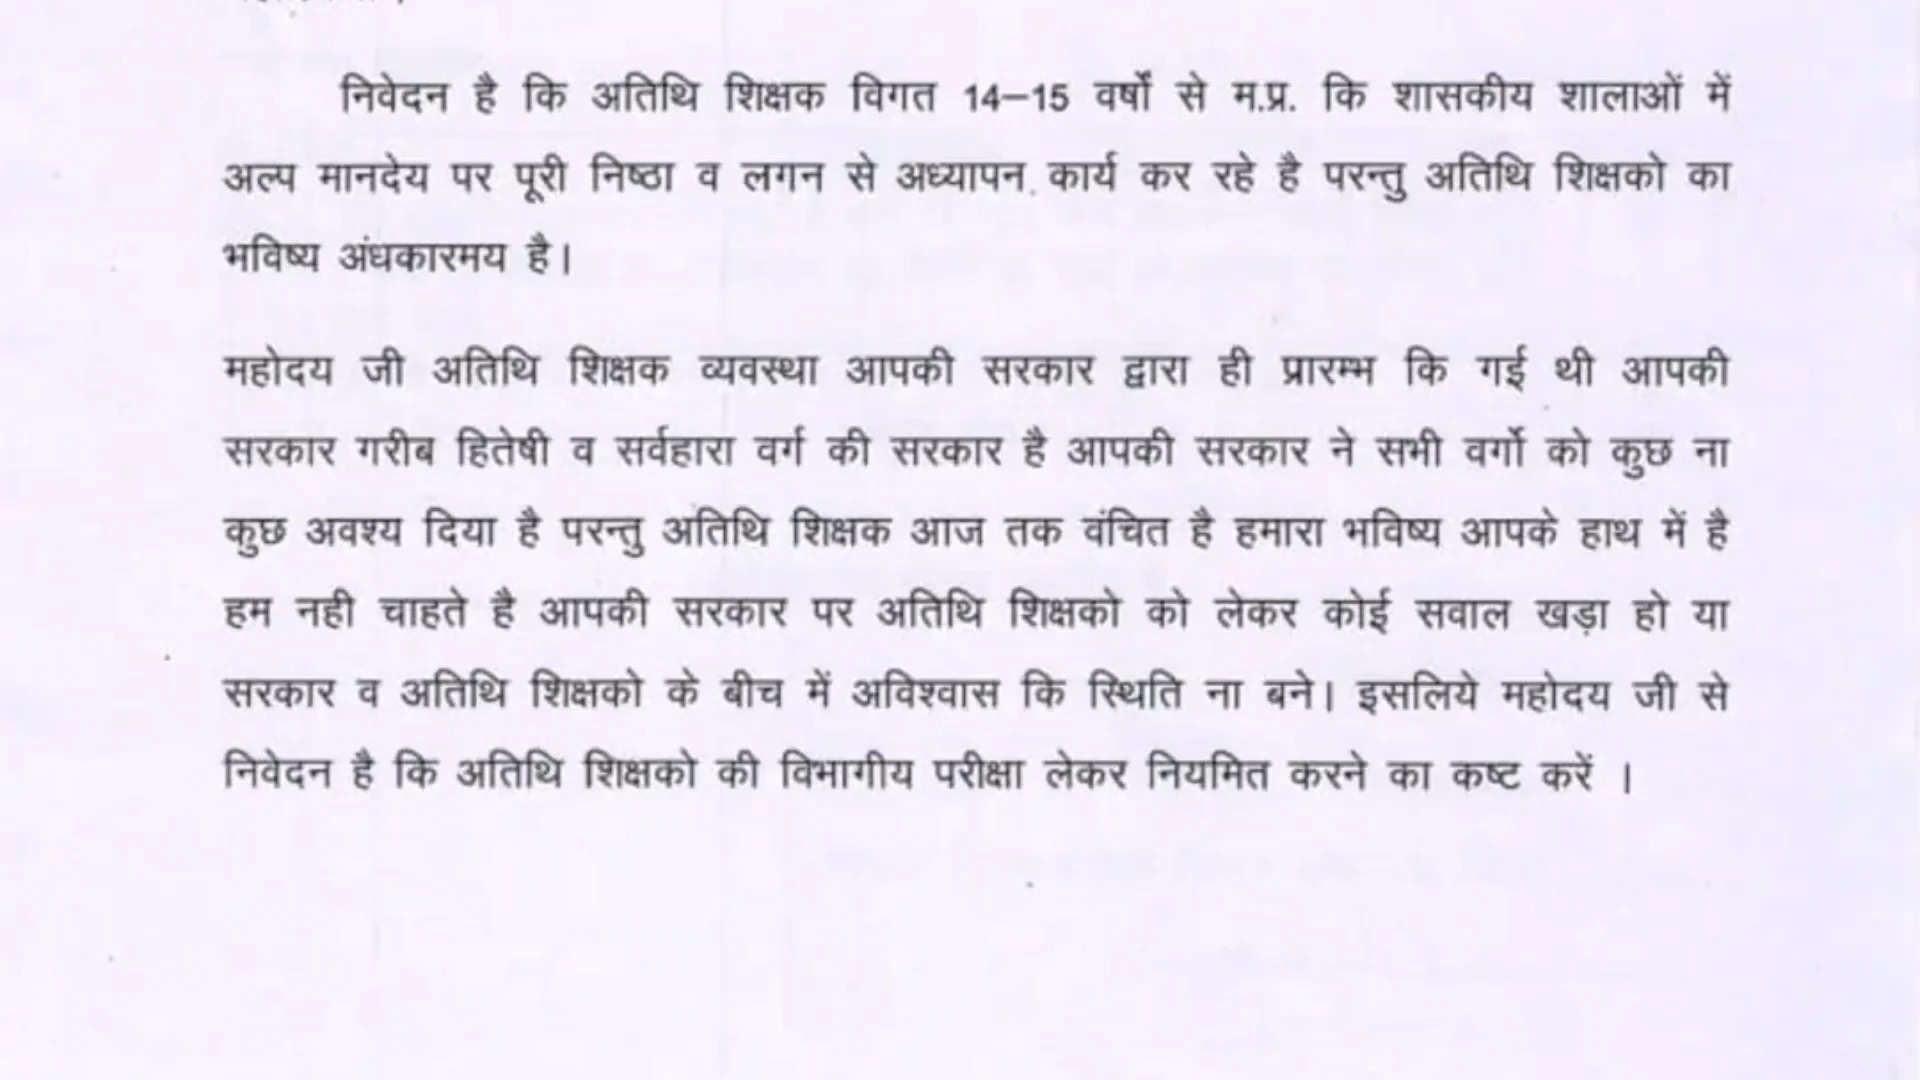 निवेदन है कि अतिथि शिक्षक विगत 14–15 वर्षों से म.प्र. कि शासकीय शालाओं में
अल्प मानदेय पर पूरी निष्ठा व लगन से अध्यापन कार्य कर रहे है परन्तु अतिथि शिक्षको का
भविष्य अंधकारमय है।
महोदय जी अतिथि शिक्षक व्यवस्था आपकी सरकार द्वारा ही प्रारम्भ कि गई थी आपकी
सरकार गरीब हितेषी व सर्वहारा वर्ग की सरकार है आपकी सरकार ने सभी वर्गो को कुछ ना
कुछ अवश्य दिया है परन्तु अतिथि शिक्षक आज तक वंचित है हमारा भविष्य आपके हाथ में है
हम नही चाहते है आपकी सरकार पर अतिथि शिक्षको को लेकर कोई सवाल खड़ा हो या
सरकार व अतिथि शिक्षको के बीच में अविश्वास कि स्थिति ना बने। इसलिये महोदय जी से
निवेदन है कि अतिथि शिक्षको की विभागीय परीक्षा लेकर नियमित करने का कष्ट करें ।